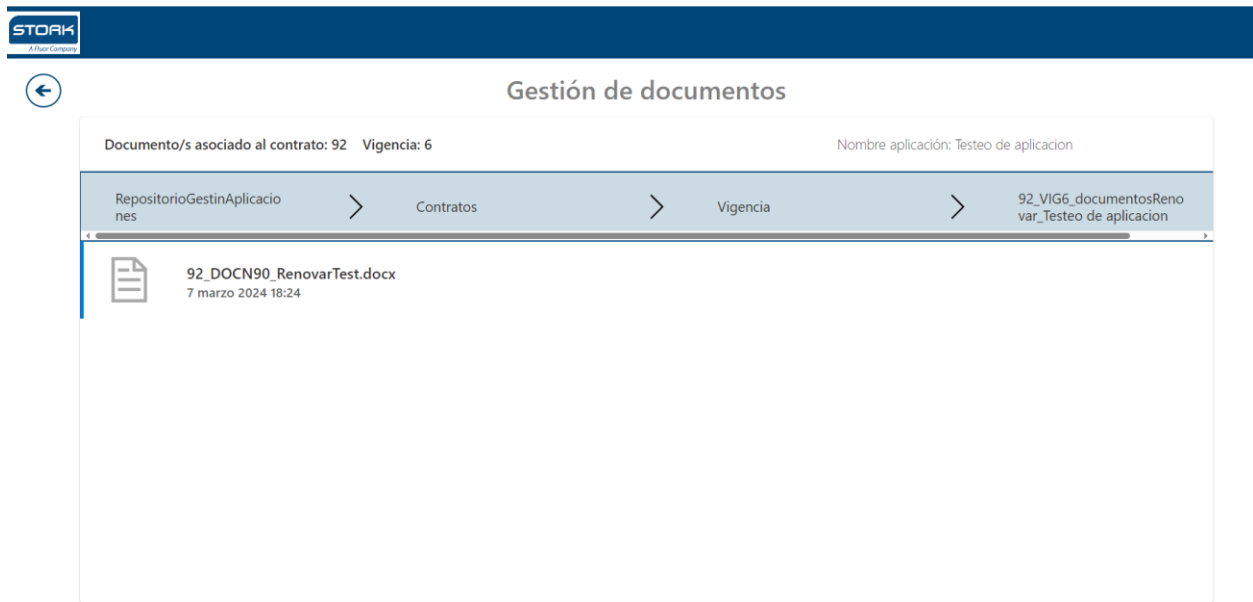 STORK
A Fluor Company
Gestión de documentos
Documento/s asociado al contrato: 92 Vigencia: 6
Nombre aplicación: Testeo de aplicacion
RepositorioGestinAplicacio
nes
Contratos
Vigencia
92_VIG6_documentosReno
var_Testeo de aplicacion
92_DOCN90_RenovarTest.docx
7 marzo 2024 18:24